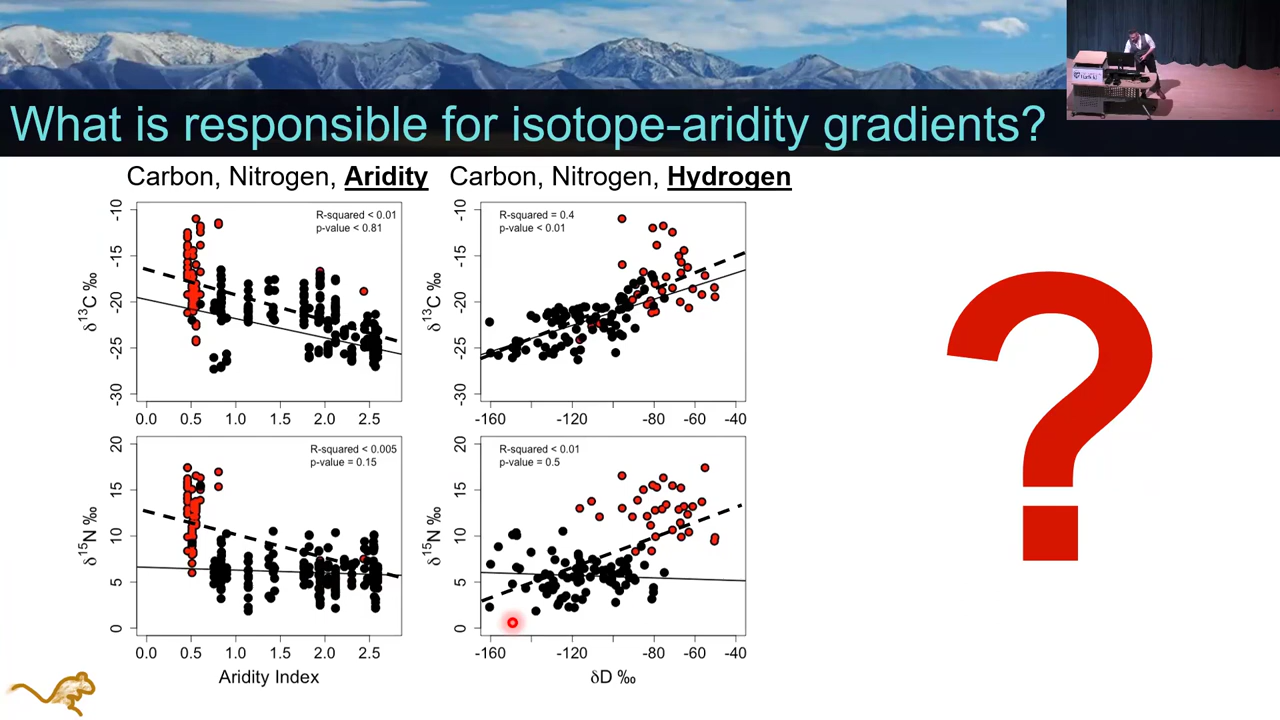 What is responsible for isotope-aridity gradients?
Carbon, Nitrogen, Aridity
Carbon, Nitrogen, Hydrogen
R-squared < 0.01
p-value < 0.81
-10
-15
-20
-25
-30
δ¹³C ‰
0.0 0.5 1.0 1.5 2.0 2.5
R-squared = 0.4
p-value < 0.01
-10
-15
-20
-25
-30
δ¹³C ‰
-160 -120 -80 -60 -40
R-squared < 0.005
p-value = 0.15
20
15
10
5
0
δ¹⁵N ‰
0.0 0.5 1.0 1.5 2.0 2.5
Aridity Index
R-squared < 0.01
p-value = 0.5
20
15
10
5
0
δ¹⁵N ‰
-160 -120 -80 -60 -40
δD ‰
?